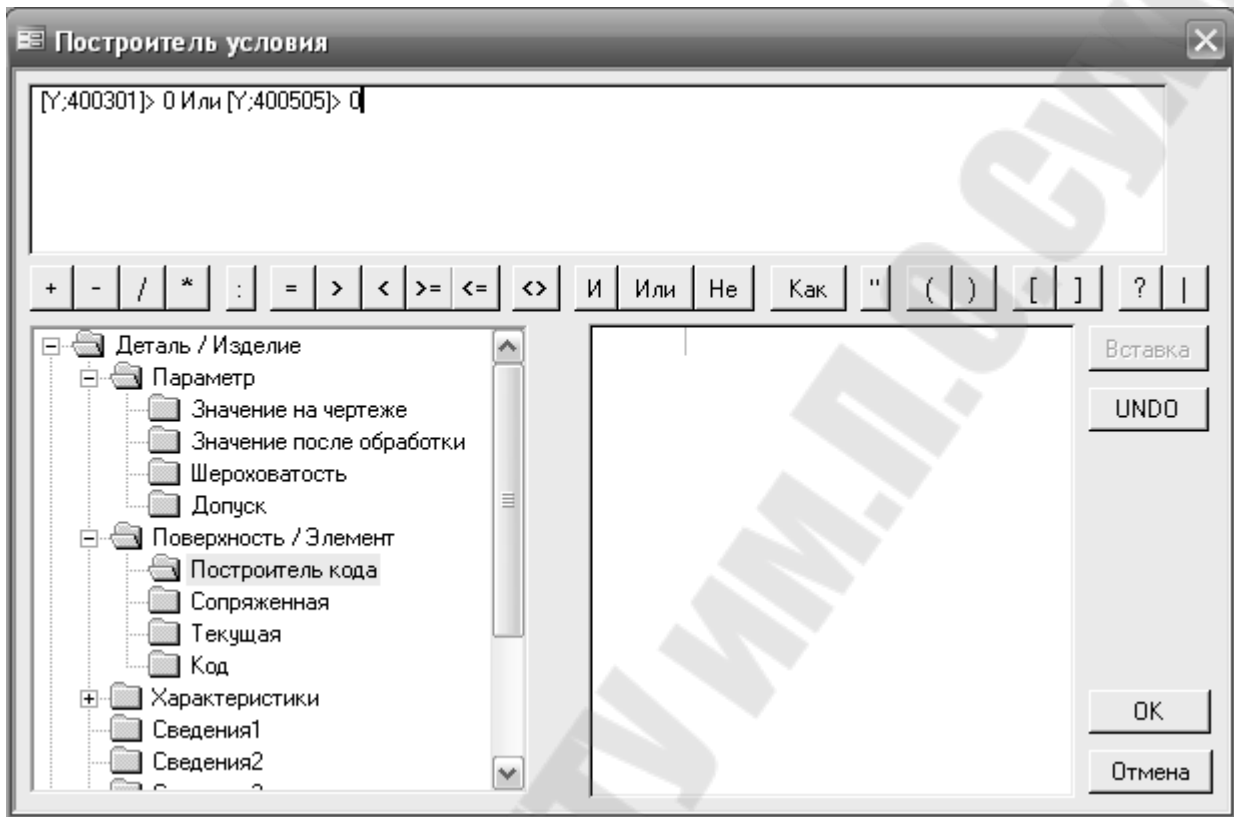 Построитель условия
[Y;400301]> 0 Или [Y;400505]> 0
+ - / * : = > < >= <= <> И Или Не Как " ( ) [ ] ? |
Деталь / Изделие
Параметр
Значение на чертеже
Значение после обработки
Шероховатость
Допуск
Поверхность / Элемент
Построитель кода
Сопряженная
Текущая
Код
Характеристики
Сведения1
Сведения2
Вставка
UNDO
OK
Отмена